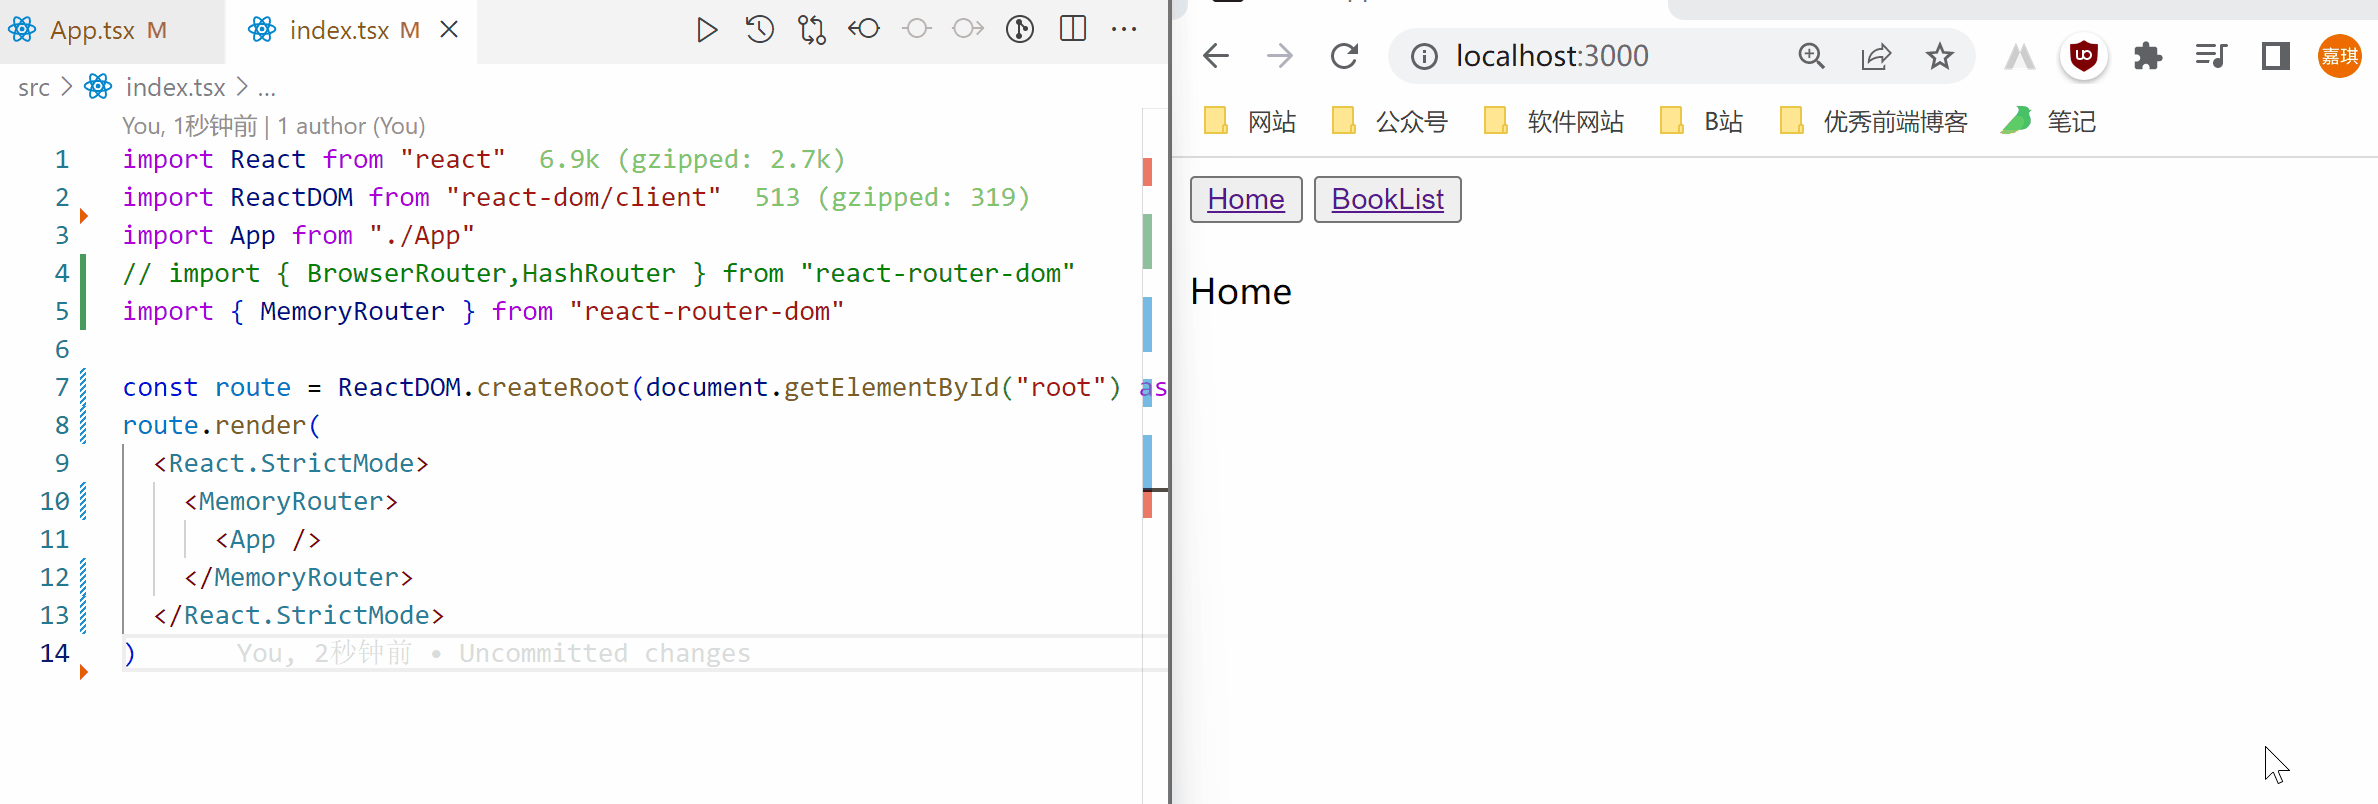 App.tsx M
index.tsx M
src > index.tsx > ...
You, 1秒钟前 | 1 author (You)
1 import React from "react" 6.9k (gzipped: 2.7k)
2 import ReactDOM from "react-dom/client" 513 (gzipped: 319)
3 import App from "./App"
4 // import { BrowserRouter,HashRouter } from "react-router-dom"
5 import { MemoryRouter } from "react-router-dom"
6
7 const route = ReactDOM.createRoot(document.getElementById("root") as
8 route.render(
9 <React.StrictMode>
10 <MemoryRouter>
11 <App />
12 </MemoryRouter>
13 </React.StrictMode>
14 ) You, 2秒钟前 • Uncommitted changes
localhost:3000
嘉琪
网站 公众号 软件网站 B站 优秀前端博客 笔记
Home BookList
Home